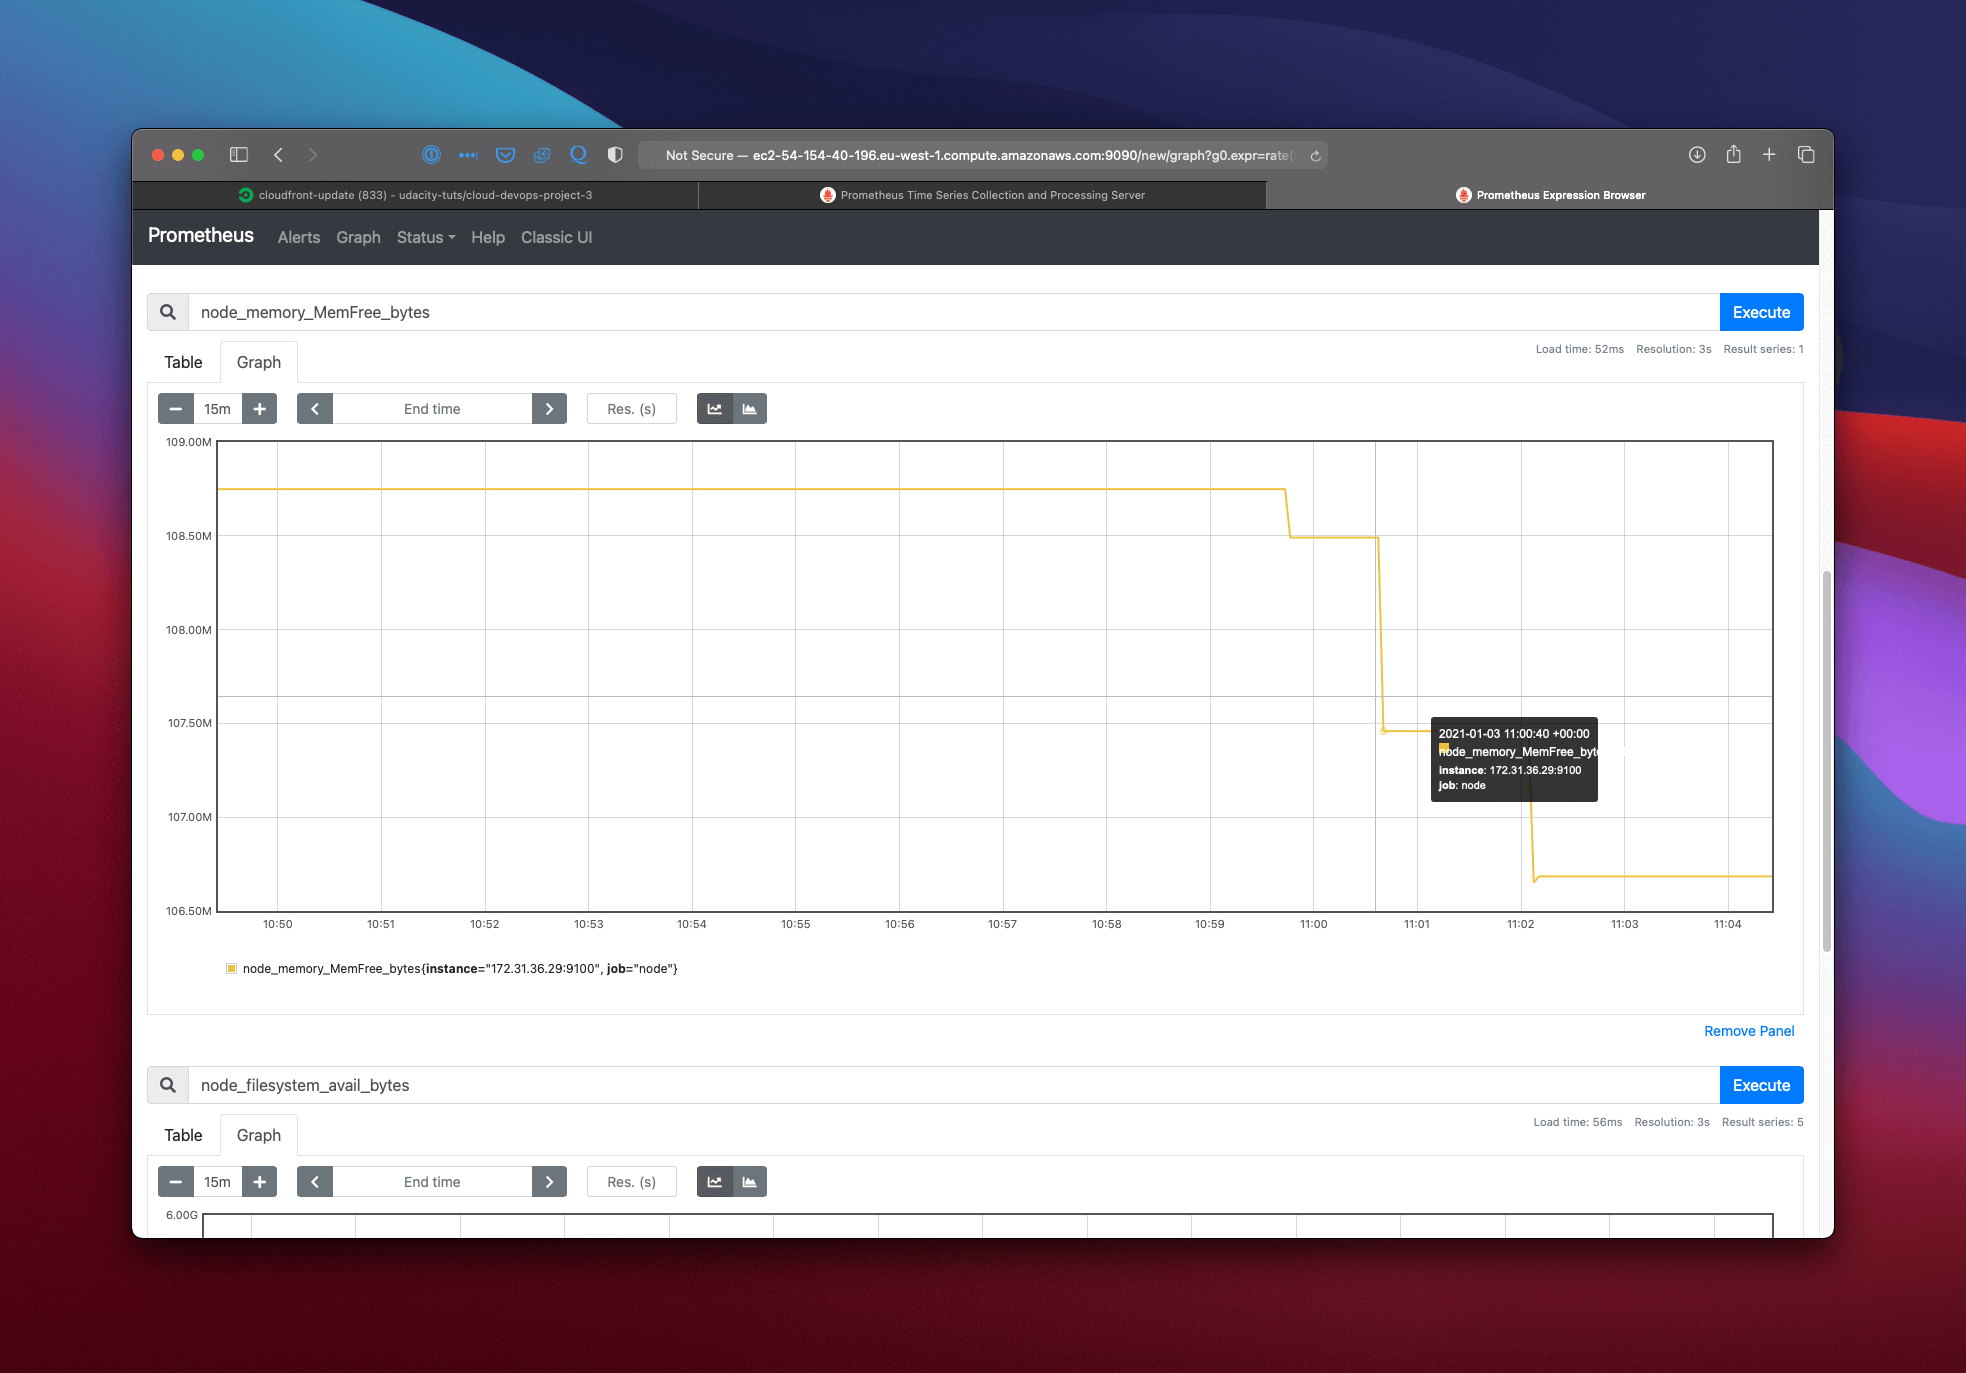 Not Secure — ec2-54-154-40-196.eu-west-1.compute.amazonaws.com:9090/new/graph?g0.expr=rate(
cloudfront-update (833) - udacity-tuts/cloud-devops-project-3
Prometheus Time Series Collection and Processing Server
Prometheus Expression Browser
Prometheus Alerts Graph Status Help Classic UI
node_memory_MemFree_bytes
Execute
Load time: 52ms Resolution: 3s Result series: 1
Table Graph
15m End time Res. (s)
109.00M
108.50M
108.00M
107.50M
107.00M
106.50M
2021-01-03 11:00:40 +00:00
node_memory_MemFree_byte
instance: 172.31.36.29:9100
job: node
10:50 10:51 10:52 10:53 10:54 10:55 10:56 10:57 10:58 10:59 11:00 11:01 11:02 11:03 11:04
node_memory_MemFree_bytes{instance="172.31.36.29:9100", job="node"}
Remove Panel
node_filesystem_avail_bytes
Execute
Load time: 56ms Resolution: 3s Result series: 5
Table Graph
15m End time Res. (s)
6.00G